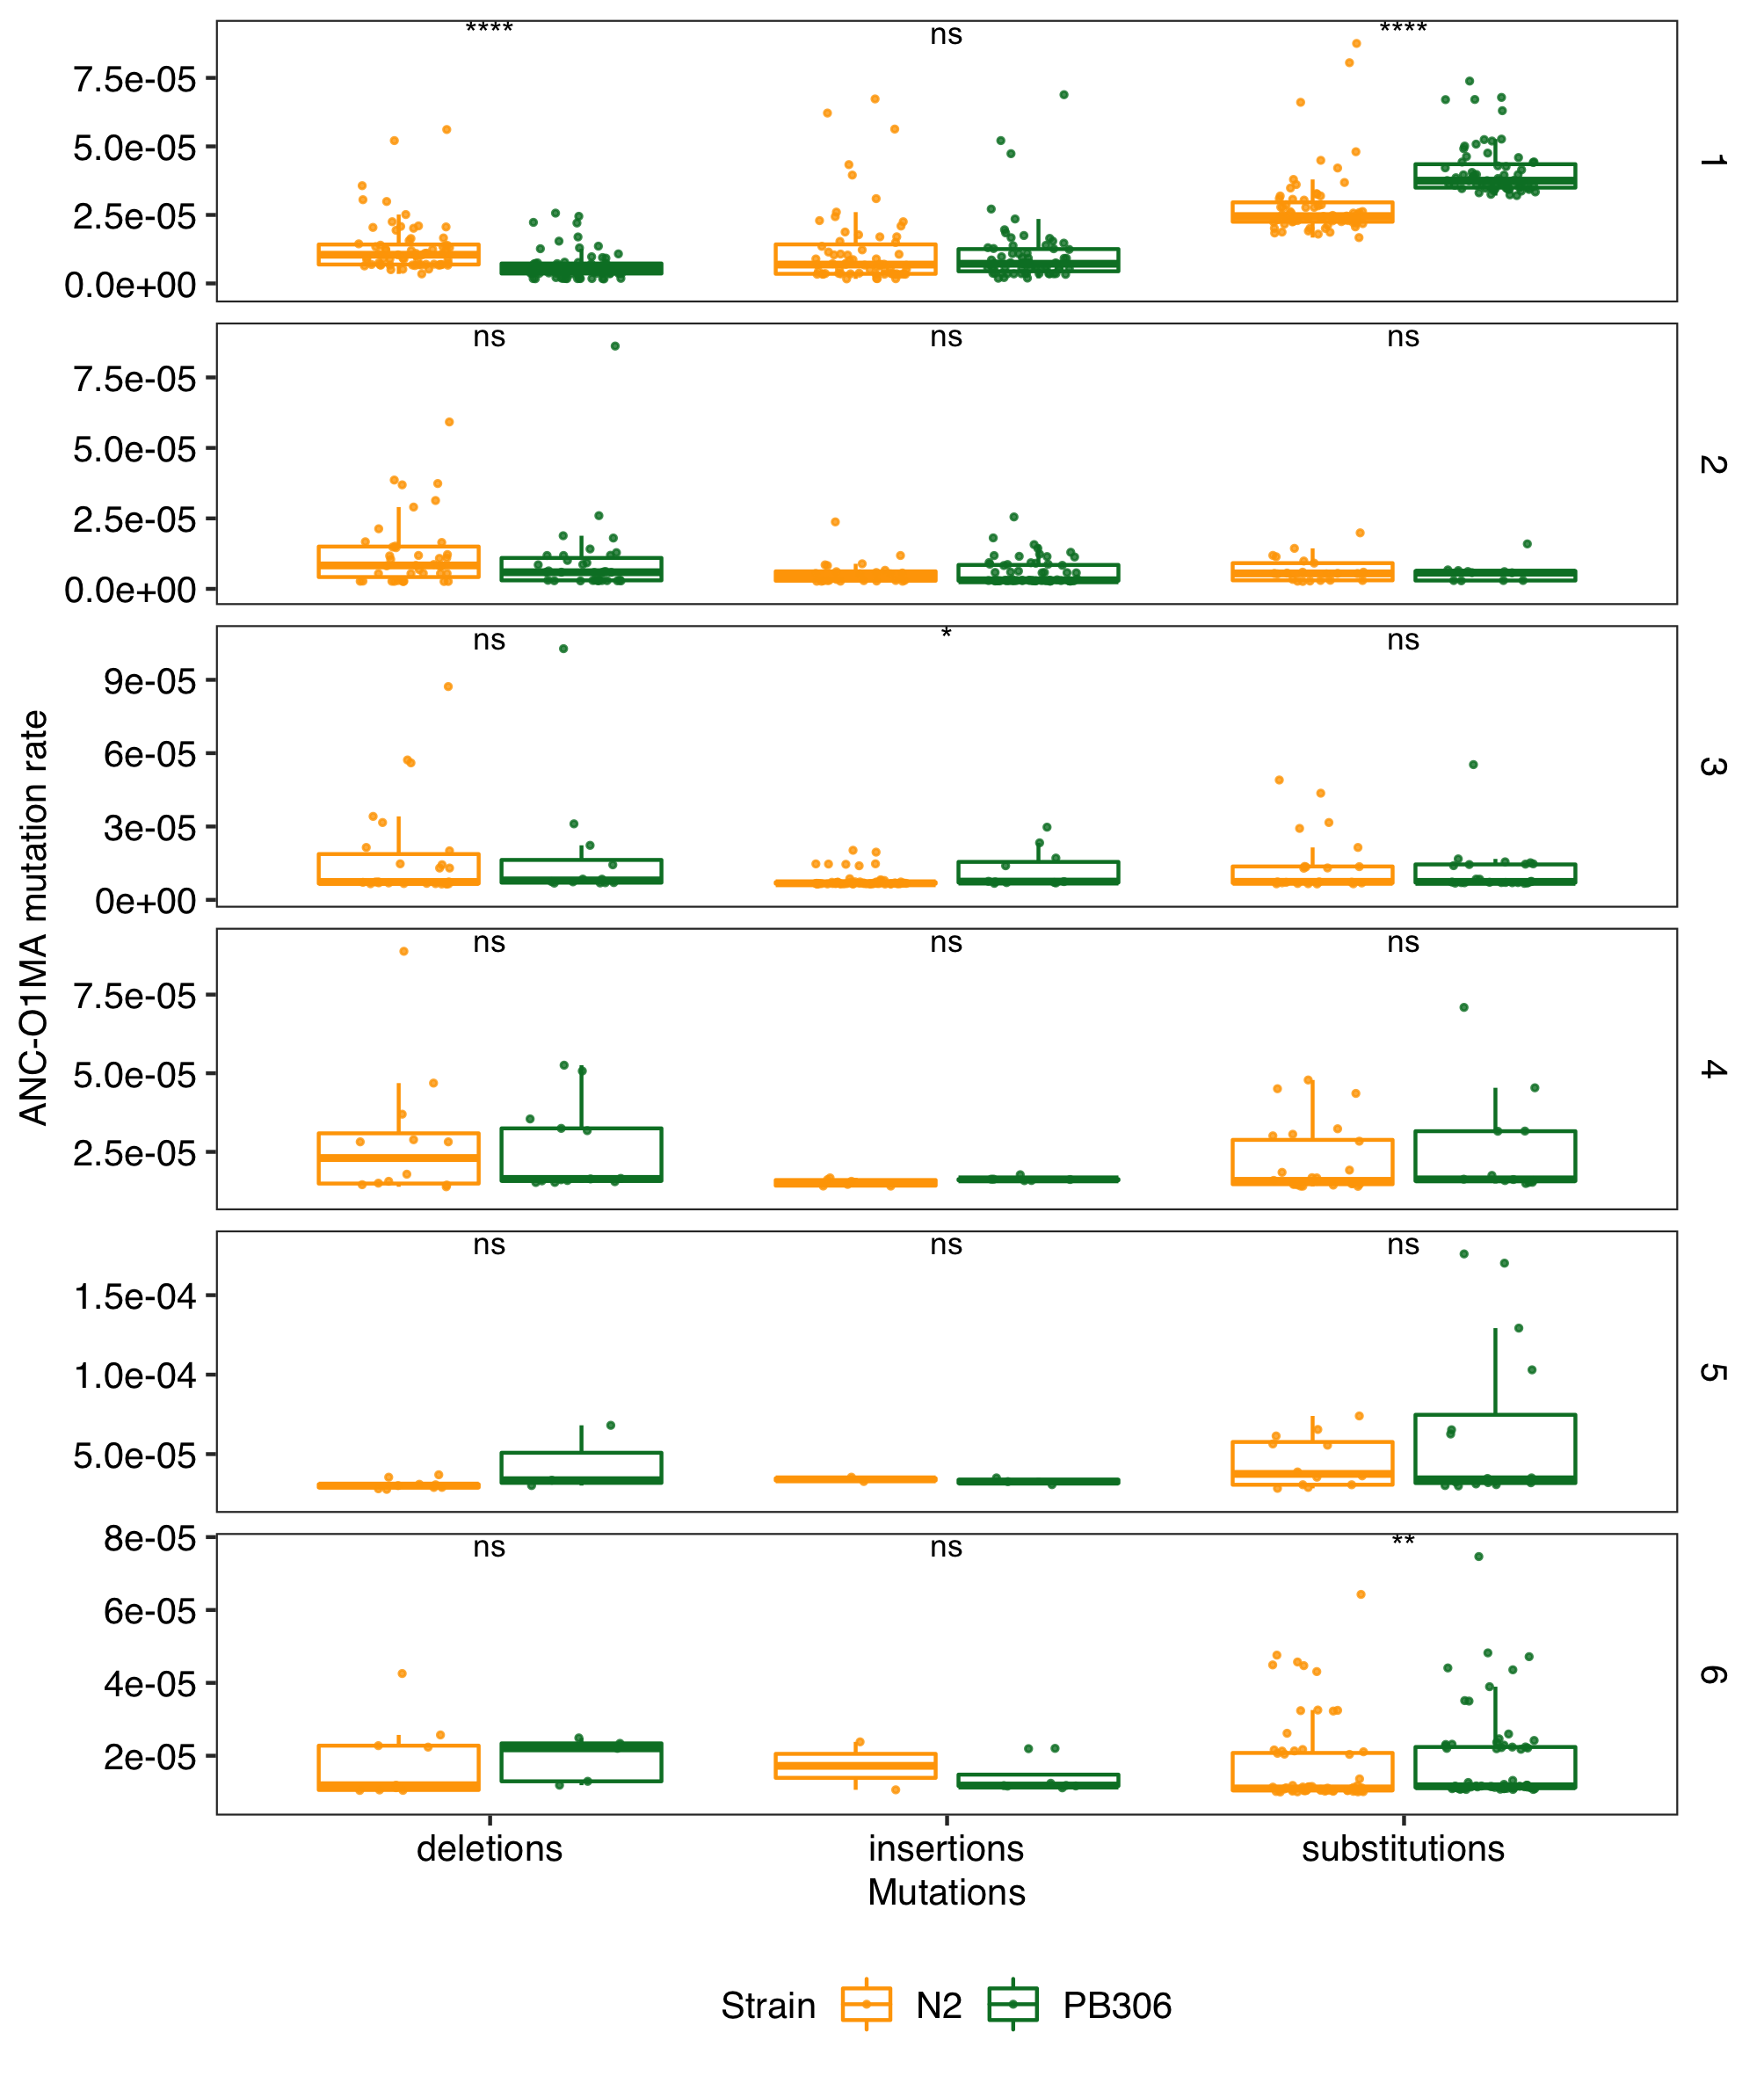 **** ns ****
7.5e-05
5.0e-05
2.5e-05
0.0e+00
1
ns ns ns
7.5e-05
5.0e-05
2.5e-05
0.0e+00
2
ns * ns
9e-05
6e-05
3e-05
0e+00
3
ANC-O1MA mutation rate
ns ns ns
7.5e-05
5.0e-05
2.5e-05
4
ns ns ns
1.5e-04
1.0e-04
5.0e-05
5
ns ns **
8e-05
6e-05
4e-05
2e-05
6
deletions insertions substitutions
Mutations
Strain N2 PB306